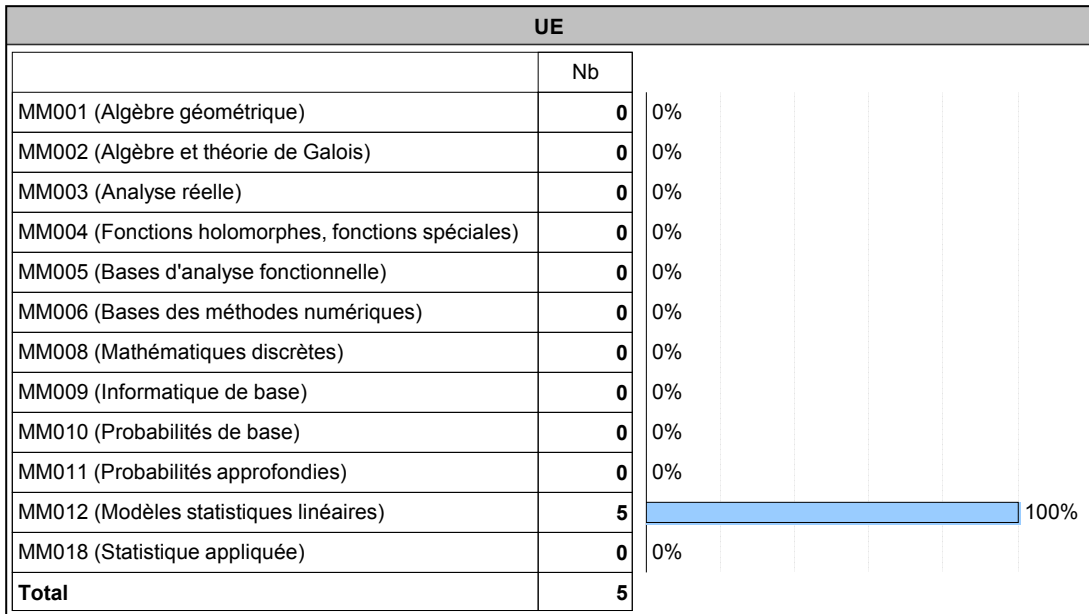 UE
Nb
MM001 (Algèbre géométrique) 0 0%
MM002 (Algèbre et théorie de Galois) 0 0%
MM003 (Analyse réelle) 0 0%
MM004 (Fonctions holomorphes, fonctions spéciales) 0 0%
MM005 (Bases d'analyse fonctionnelle) 0 0%
MM006 (Bases des méthodes numériques) 0 0%
MM008 (Mathématiques discrètes) 0 0%
MM009 (Informatique de base) 0 0%
MM010 (Probabilités de base) 0 0%
MM011 (Probabilités approfondies) 0 0%
MM012 (Modèles statistiques linéaires) 5 100%
MM018 (Statistique appliquée) 0 0%
Total 5